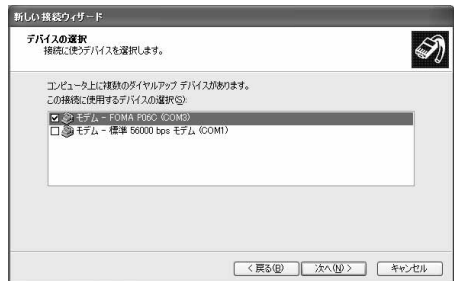 新しい接続ウィザード
デバイスの選択
接続に使うデバイスを選択します。
コンピュータ上に複数のダイヤルアップ デバイスがあります。
この接続に使用するデバイスの選択(S):
モデム - FOMA P06C (COM3)
モデム - 標準 56000 bps モデム (COM1)
< 戻る(B)  次へ(N) >  キャンセル